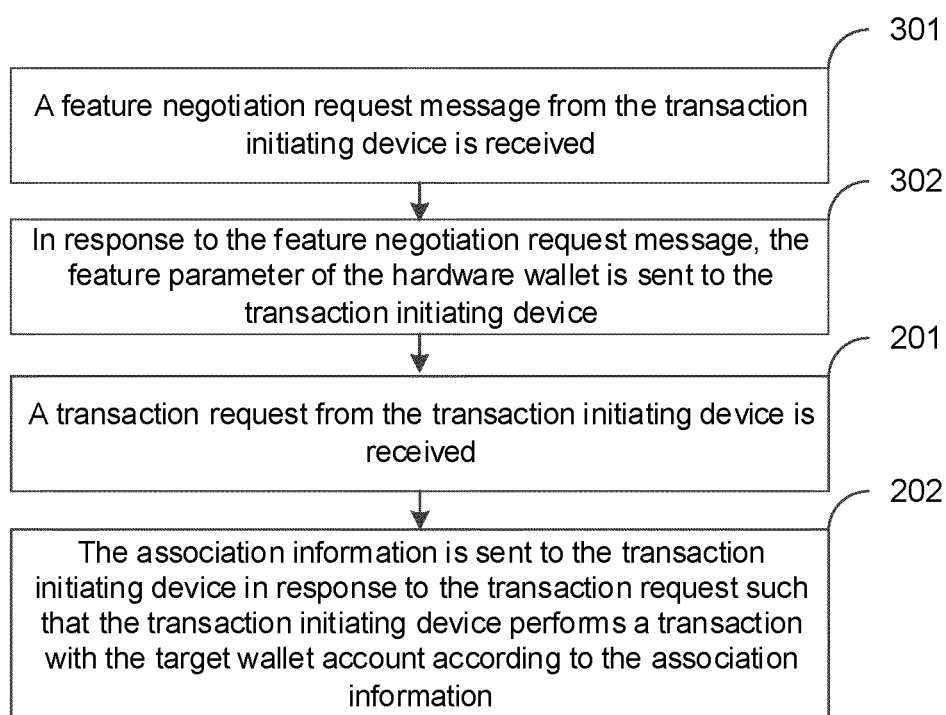 301
A feature negotiation request message from the transaction
initiating device is received
302
In response to the feature negotiation request message, the
feature parameter of the hardware wallet is sent to the
transaction initiating device
201
A transaction request from the transaction initiating device is
received
202
The association information is sent to the transaction
initiating device in response to the transaction request such
that the transaction initiating device performs a transaction
with the target wallet account according to the association
information